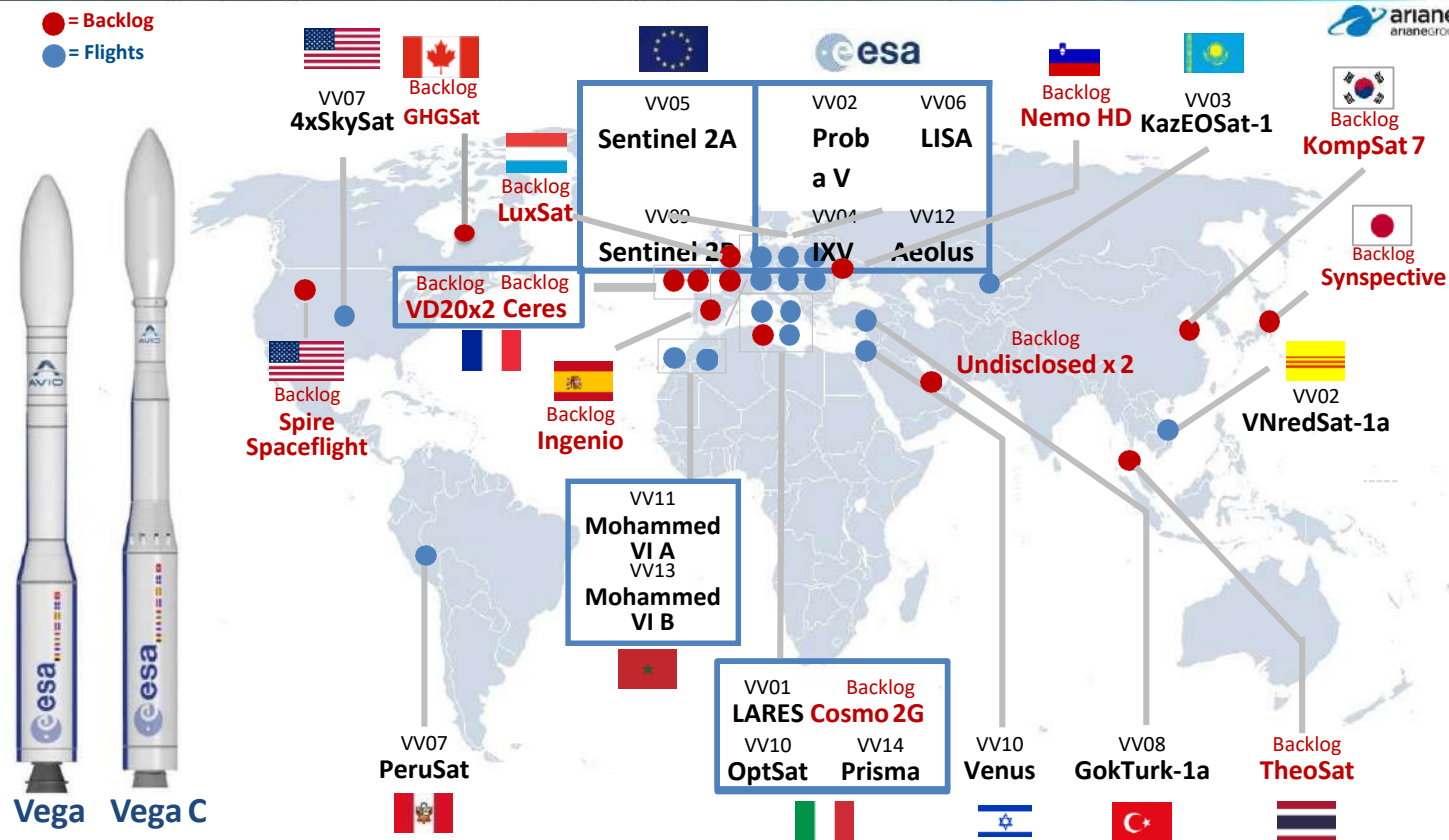 = Backlog
= Flights
ariane
arianeGROU
esa
VV07
4xSkySat
Backlog
GHGSat
Backlog
LuxSat
VV05
Sentinel 2A
VV09
Sentinel 2B
VV02
Prob
a V
VV06
LISA
VV04
IXV
VV12
Aeolus
Backlog
Nemo HD
VV03
KazEOSat-1
Backlog
KompSat 7
Backlog
Synspective
Backlog Backlog
VD20x2 Ceres
Backlog
Undisclosed x 2
VV02
VNredSat-1a
Backlog
Spire
Spaceflight
Backlog
Ingenio
VV11
Mohammed
VI A
VV13
Mohammed
VI B
VV07
PeruSat
VV01
LARES
Backlog
Cosmo 2G
VV10
OptSat
VV14
Prisma
VV10
Venus
VV08
GokTurk-1a
Backlog
TheoSat
AVIO
AVIO
esa
esa
Vega
Vega C